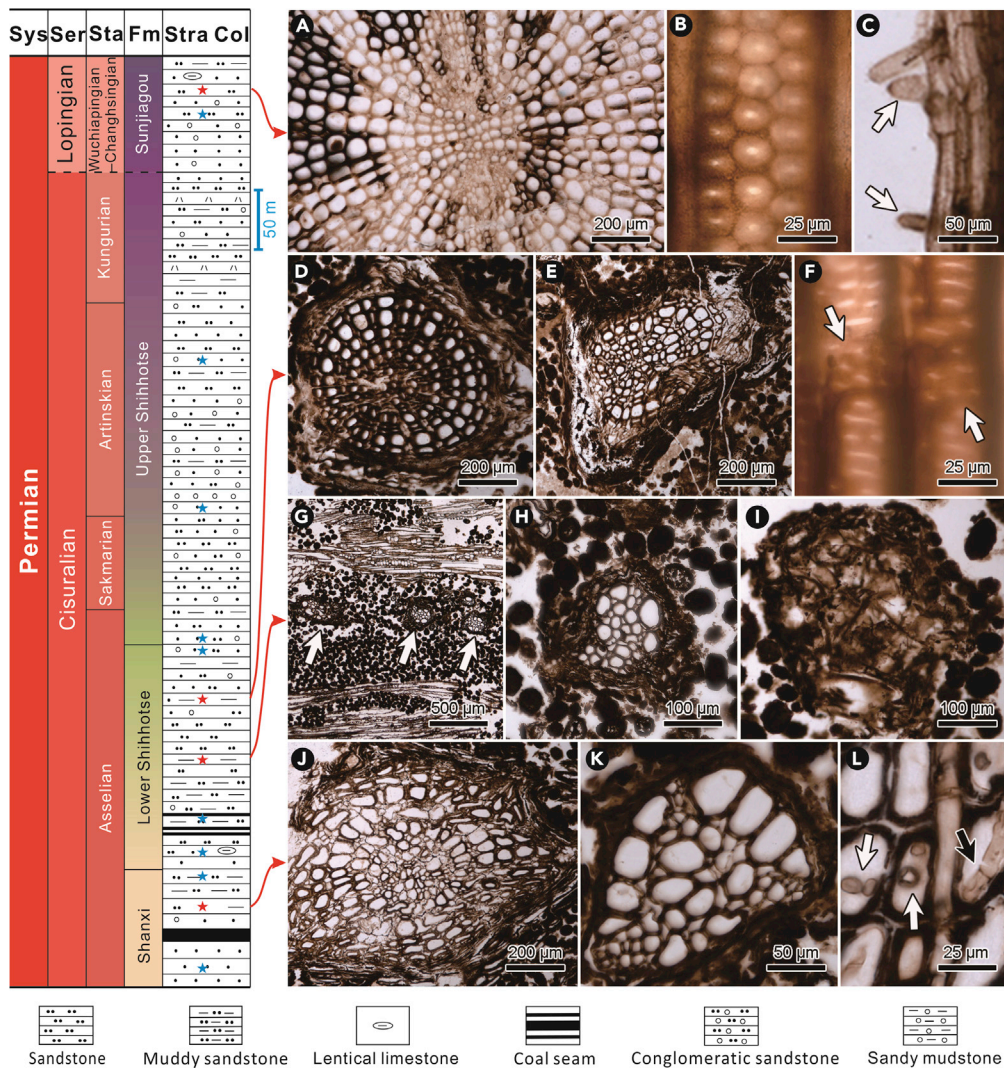 Sys Ser Sta Fm Stra Col
Permian
Lopingian
Cisuralian
Wuchiapingian
–Changhsingian
Kungurian
Artinskian
Sakmarian
Asselian
Sunjiagou
Upper Shihhotse
Lower Shihhotse
Shanxi
50 m
A
200 µm
B
25 µm
C
50 µm
D
200 µm
E
200 µm
F
25 µm
G
500 µm
H
100 µm
I
100 µm
J
200 µm
K
50 µm
L
25 µm
Sandstone
Muddy sandstone
Lentical limestone
Coal seam
Conglomeratic sandstone
Sandy mudstone